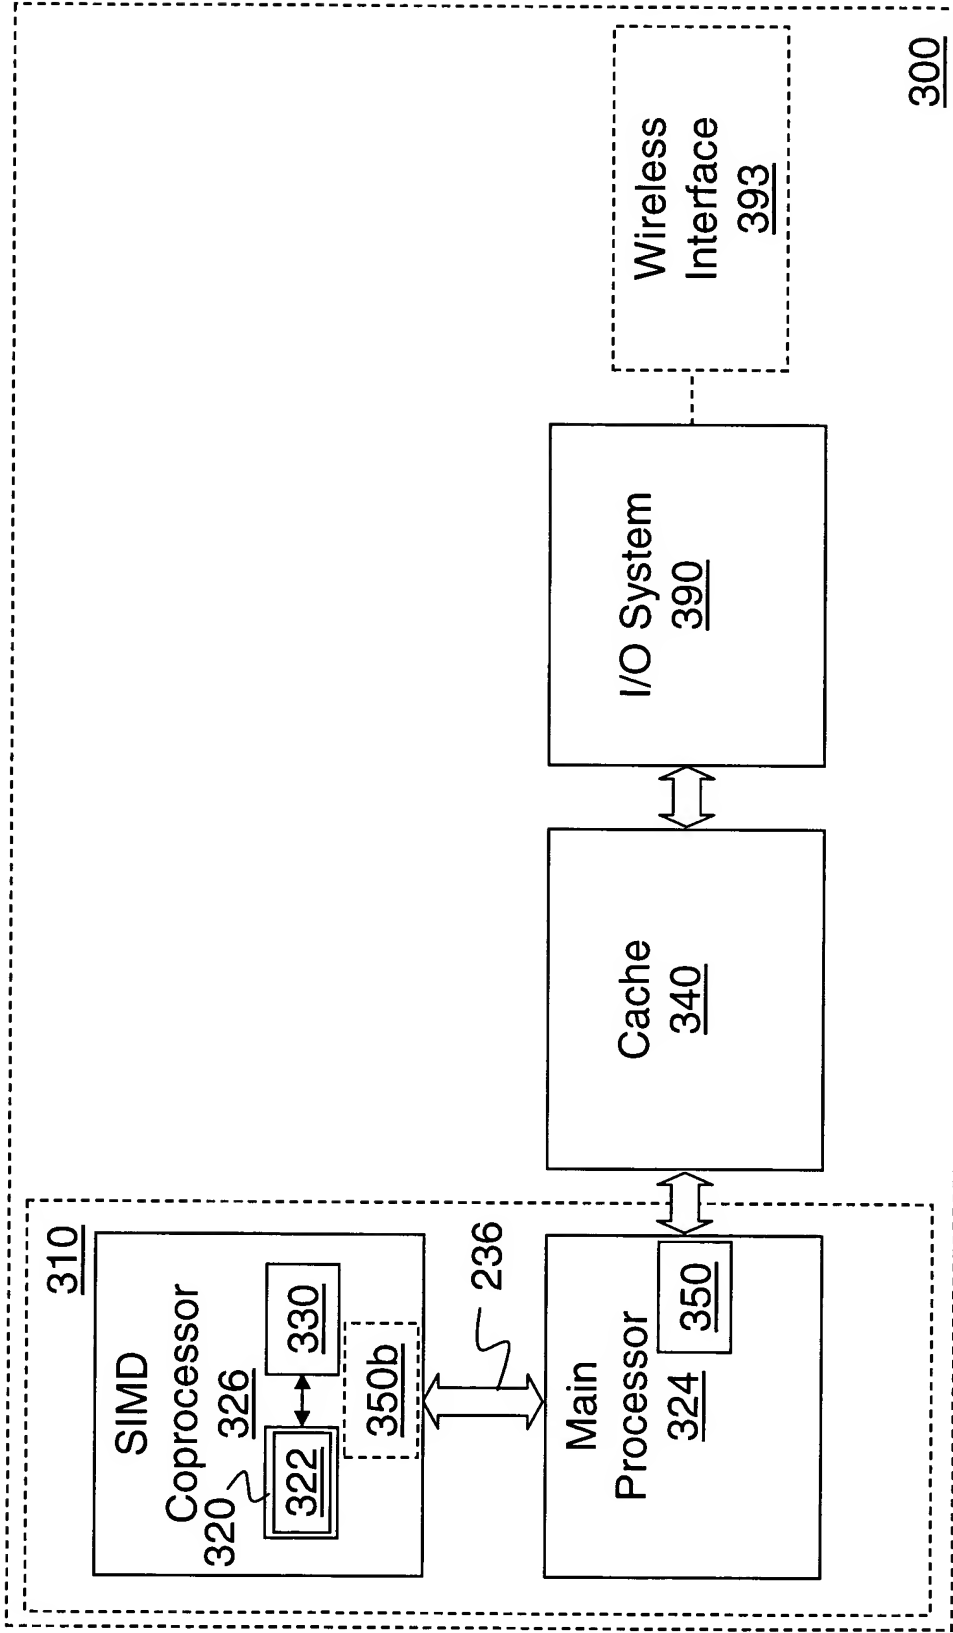 310
SIMD
Coprocessor
326
320
322
330
350b
236
Main
Processor
324
350
Cache
340
I/O System
390
Wireless
Interface
393
300